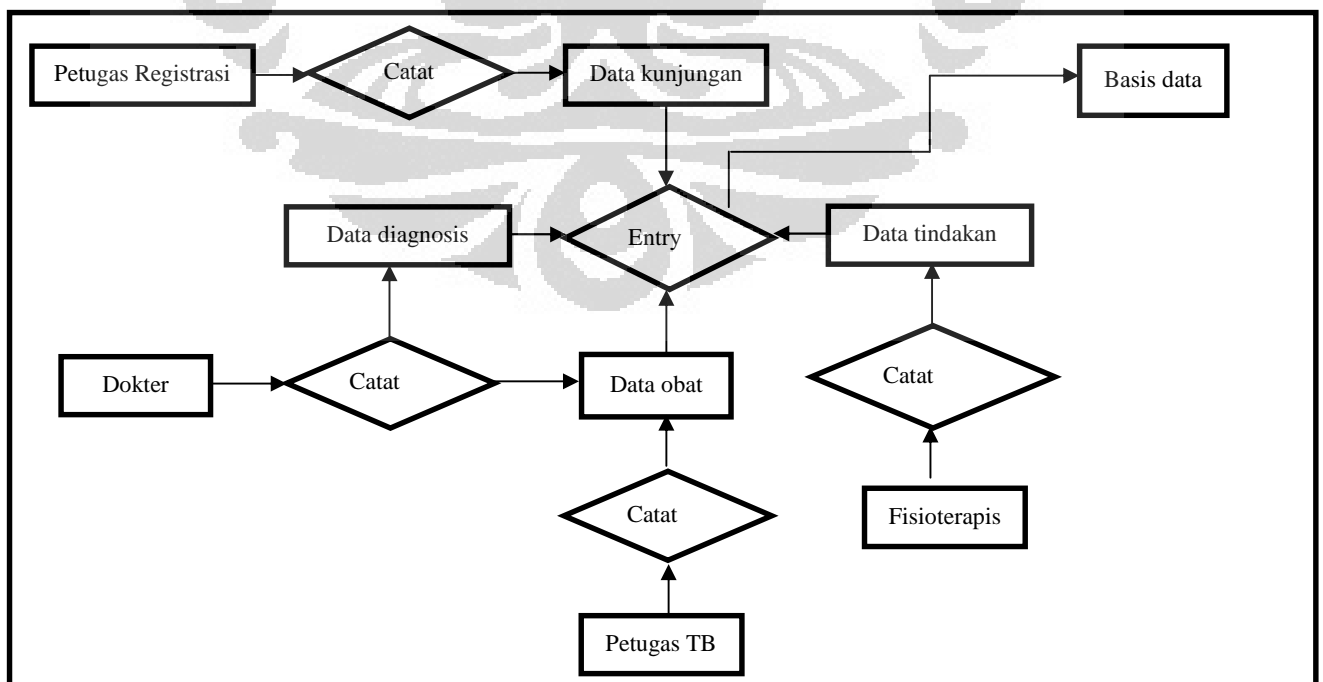 Petugas Registrasi
Catat
Data kunjungan
Basis data
Data diagnosis
Entry
Data tindakan
Dokter
Catat
Data obat
Catat
Catat
Fisioterapis
Petugas TB